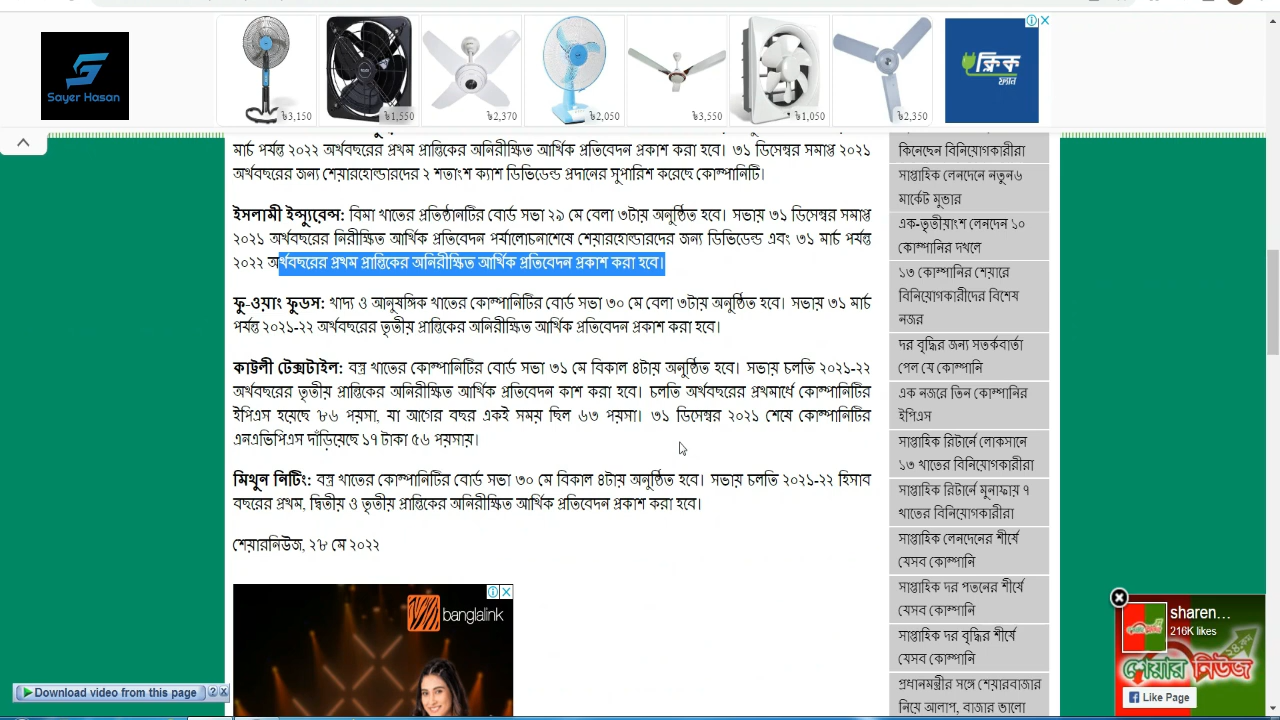 Sayer Hasan
৳3,150
৳1,550
৳2,370
৳2,050
৳3,550
৳1,050
৳2,350
ক্লিক
ফ্যান
মার্চ পর্যন্ত ২০২২ অর্থবছরের প্রথম প্রান্তিকের অনিরীক্ষিত আর্থিক প্রতিবেদন প্রকাশ করা হবে। ৩১ ডিসেম্বর সমাপ্ত ২০২১
অর্থবছরের জন্য শেয়ারহোল্ডারদের ২ শতাংশ ক্যাশ ডিভিডেন্ড প্রদানের সুপারিশ করেছে কোম্পানিটি।
ইসলামী ইন্স্যুরেন্স: বিমা খাতের প্রতিষ্ঠানটির বোর্ড সভা ২৯ মে বেলা ৩টায় অনুষ্ঠিত হবে। সভায় ৩১ ডিসেম্বর সমাপ্ত
২০২১ অর্থবছরের নিরীক্ষিত আর্থিক প্রতিবেদন পর্যালোচনাশেষে শেয়ারহোল্ডারদের জন্য ডিভিডেন্ড এবং ৩১ মার্চ পর্যন্ত
২০২২ অর্থবছরের প্রথম প্রান্তিকের অনিরীক্ষিত আর্থিক প্রতিবেদন প্রকাশ করা হবে।
ফু-ওয়াং ফুডস: খাদ্য ও আনুষঙ্গিক খাতের কোম্পানিটির বোর্ড সভা ৩০ মে বেলা ৩টায় অনুষ্ঠিত হবে। সভায় ৩১ মার্চ
পর্যন্ত ২০২১-২২ অর্থবছরের তৃতীয় প্রান্তিকের অনিরীক্ষিত আর্থিক প্রতিবেদন প্রকাশ করা হবে।
কাট্টলী টেক্সটাইল: বস্ত্র খাতের কোম্পানিটির বোর্ড সভা ৩১ মে বিকাল ৪টায় অনুষ্ঠিত হবে। সভায় চলতি ২০২১-২২
অর্থবছরের তৃতীয় প্রান্তিকের অনিরীক্ষিত আর্থিক প্রতিবেদন কাশ করা হবে। চলতি অর্থবছরের প্রথমার্ধে কোম্পানিটির
ইপিএস হয়েছে ৮৬ পয়সা, যা আগের বছর একই সময় ছিল ৬৩ পয়সা। ৩১ ডিসেম্বর ২০২১ শেষে কোম্পানিটির
এনএভিপিএস দাঁড়িয়েছে ১৭ টাকা ৫৬ পয়সায়।
মিথুন নিটিং: বস্ত্র খাতের কোম্পানিটির বোর্ড সভা ৩০ মে বিকাল ৪টায় অনুষ্ঠিত হবে। সভায় চলতি ২০২১-২২ হিসাব
বছরের প্রথম, দ্বিতীয় ও তৃতীয় প্রান্তিকের অনিরীক্ষিত আর্থিক প্রতিবেদন প্রকাশ করা হবে।
শেয়ারনিউজ, ২৮ মে ২০২২
banglalink
কিনেছেন বিনিয়োগকারীরা
সাপ্তাহিক লেনদেনে নতুন৬
মার্কেট মুভার
এক-তৃতীয়াংশ লেনদেন ১০
কোম্পানির দখলে
১৩ কোম্পানির শেয়ারে
বিনিয়োগকারীদের বিশেষ
নজর
দর বৃদ্ধির জন্য সতর্কবার্তা
পেল যে কোম্পানি
এক নজরে তিন কোম্পানির
ইপিএস
সাপ্তাহিক রিটার্নে লোকসানে
১৩ খাতের বিনিয়োগকারীরা
সাপ্তাহিক রিটার্নে মুনাফায় ৭
খাতের বিনিয়োগকারীরা
সাপ্তাহিক লেনদেনের শীর্ষে
যেসব কোম্পানি
সাপ্তাহিক দর পতনের শীর্ষে
যেসব কোম্পানি
সাপ্তাহিক দর বৃদ্ধির শীর্ষে
যেসব কোম্পানি
প্রধানমন্ত্রীর সঙ্গে শেয়ারবাজার
নিয়ে আলাপ, বাজার ভালো
sharen...
216K likes
শেয়ার নিউজ
Like Page
Download video from this page